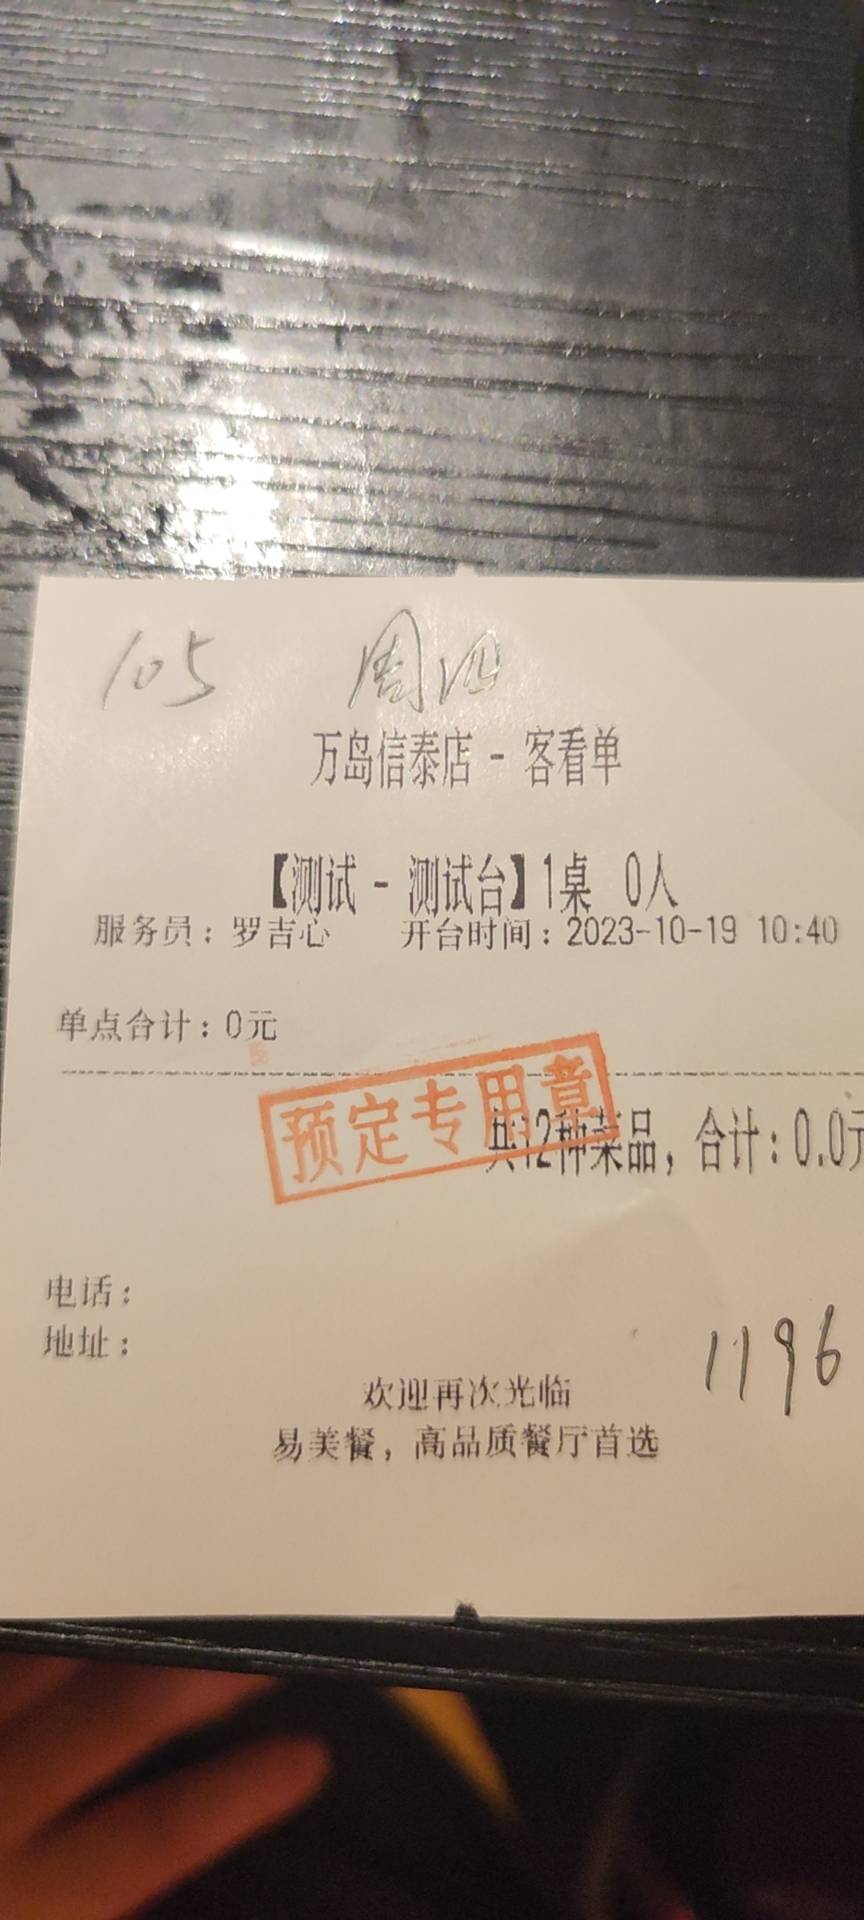 105 周四
万岛信泰店 - 客看单
【测试 - 测试台】1桌 0人
服务员：罗吉心 开台时间：2023-10-19 10:40
单点合计：0元
预定专用章
共12种菜品，合计：0.0元
电话：
地址：
1196
欢迎再次光临
易美餐，高品质餐厅首选